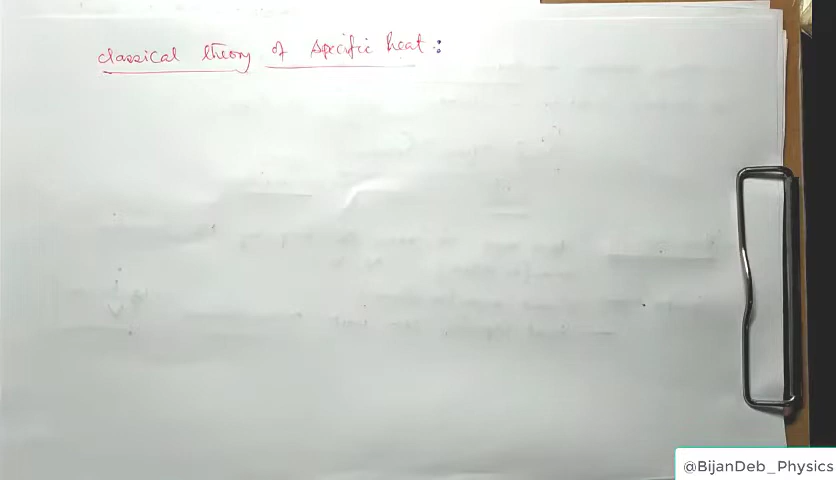 classical theory of specific heat :
@BijanDeb_Physics